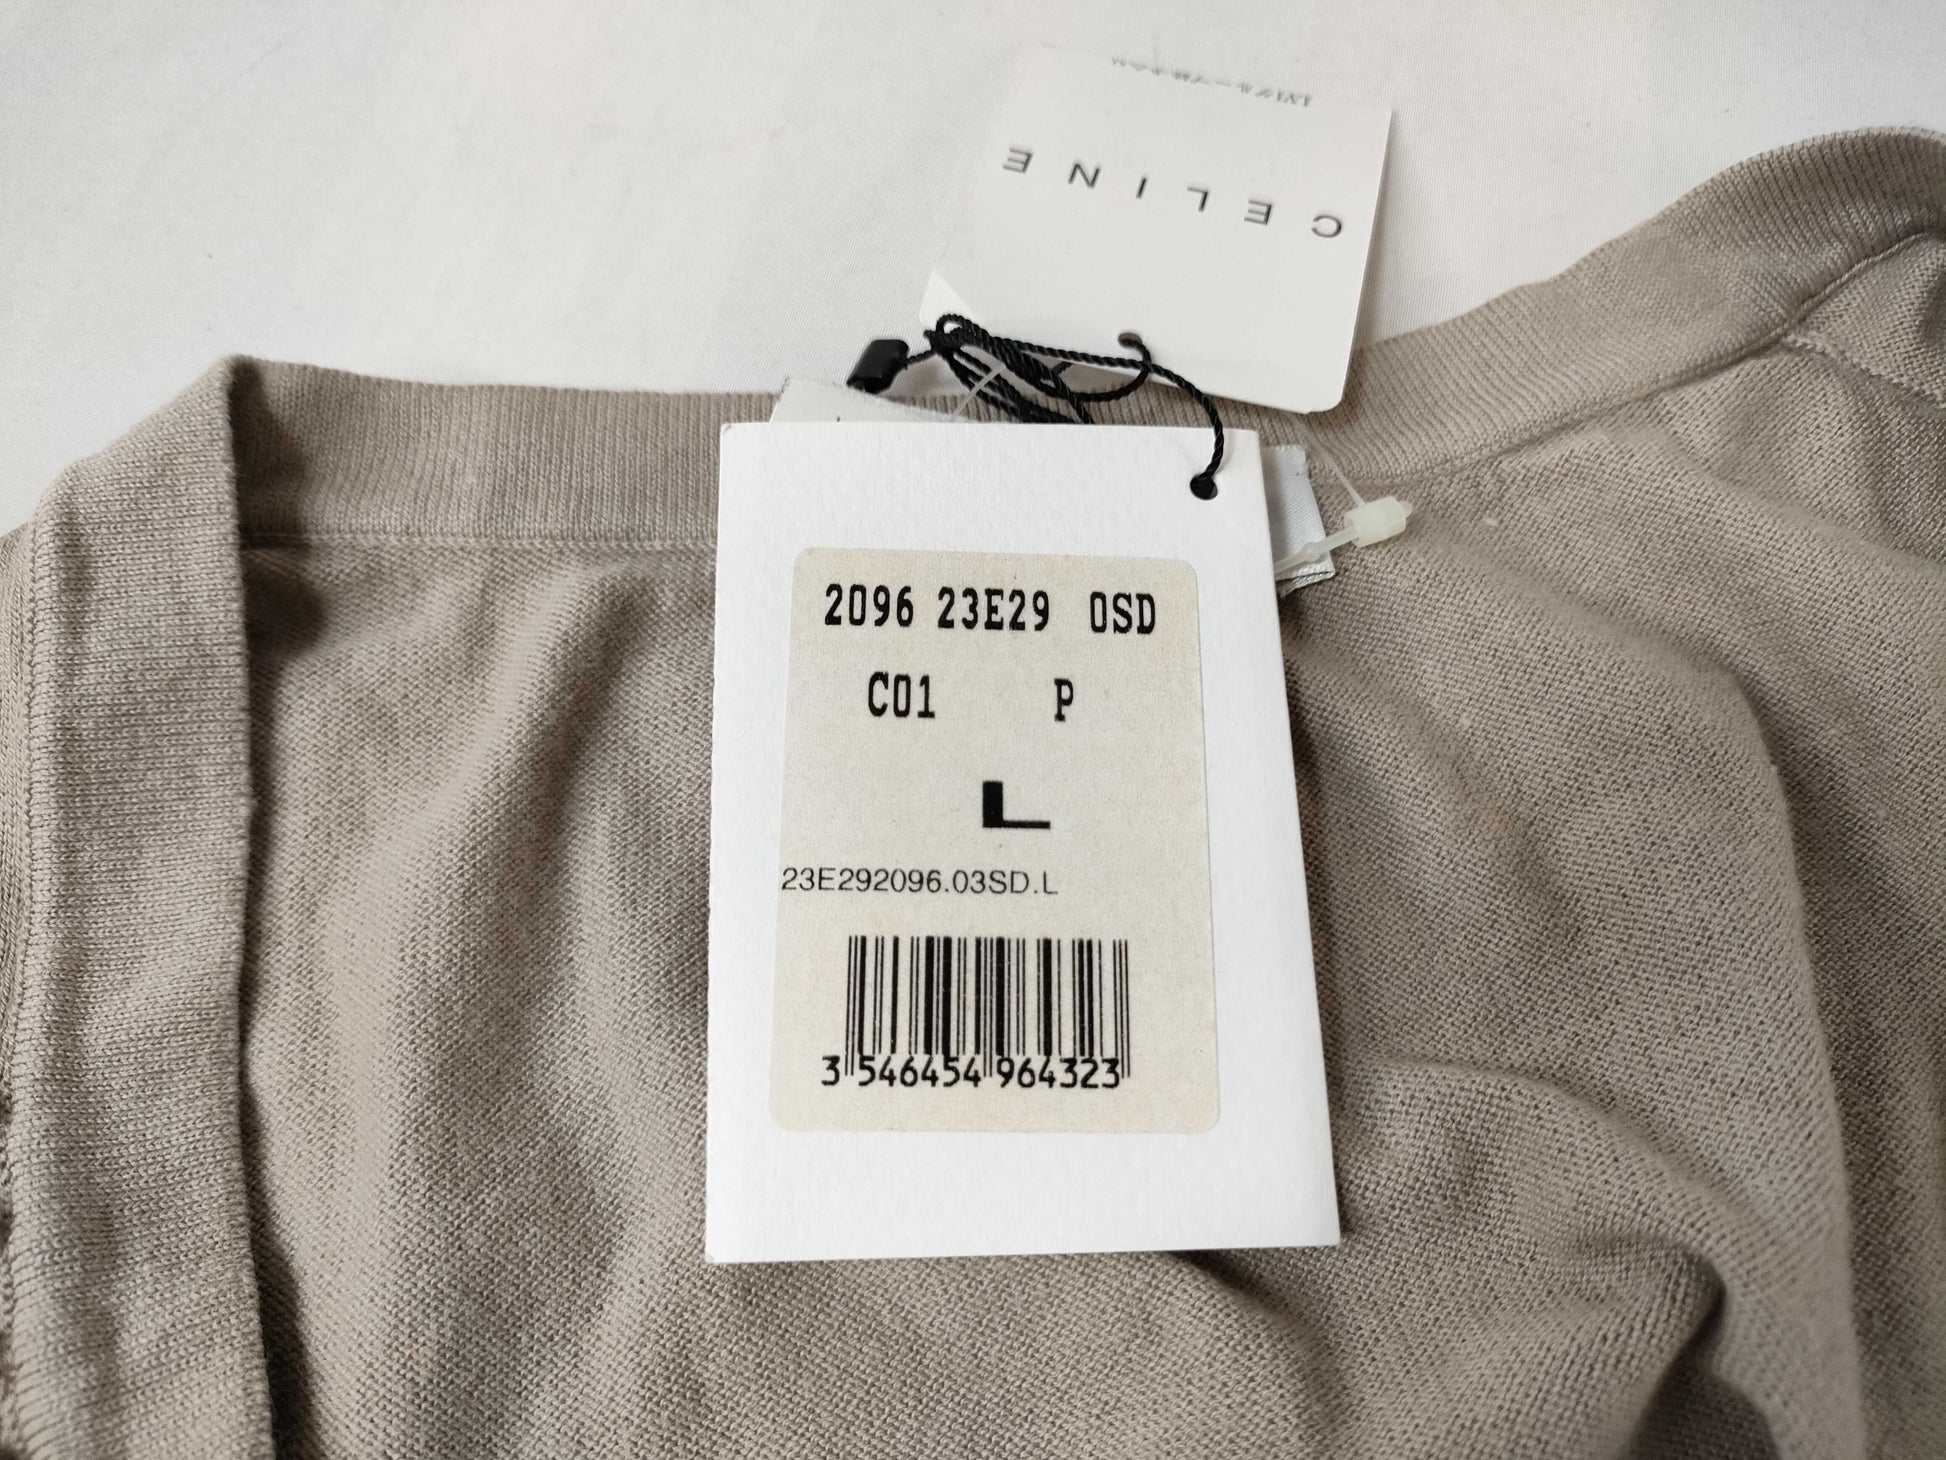 CELINE
2096 23E29 0SD
C01 P
L
23E292096.03SD.L
3 546454 964323